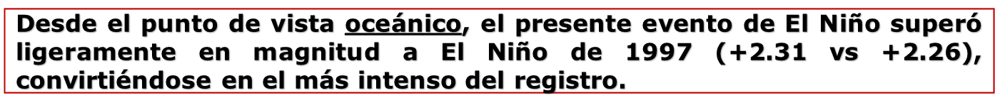 Desde el punto de vista oceánico, el presente evento de El Niño superó
ligeramente en magnitud a El Niño de 1997 (+2.31 vs +2.26),
convirtiéndose en el más intenso del registro.